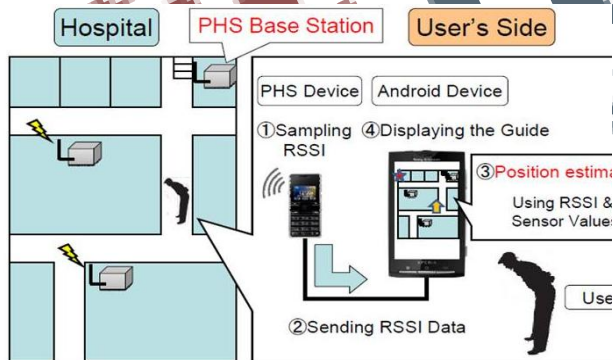 Hospital
PHS Base Station
User's Side
PHS Device
Android Device
①Sampling
RSSI
④Displaying the Guide
③Position estima
Using RSSI &
Sensor Values
②Sending RSSI Data
Use